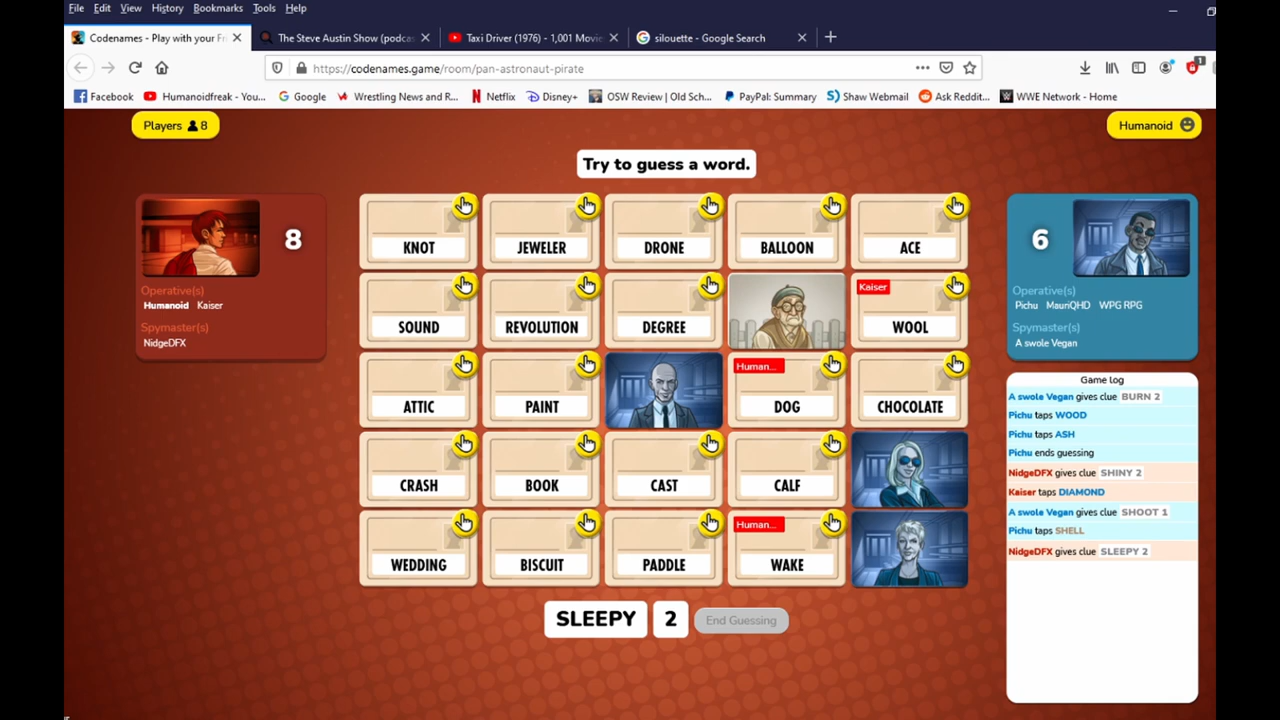 File Edit View History Bookmarks Tools Help
Codenames - Play with your Fr
The Steve Austin Show (podca
Taxi Driver (1976) - 1,001 Movie
silouette - Google Search
https://codenames.game/room/pan-astronaut-pirate
1
Facebook Humanoidfreak - You... Google Wrestling News and R... Netflix Disney+ OSW Review | Old Sch... PayPal: Summary Shaw Webmail Ask Reddit... WWE Network - Home
Players 8
Humanoid
Try to guess a word.
8
Operative(s)
Humanoid Kaiser
Spymaster(s)
NidgeDFX
KNOT JEWELER DRONE BALLOON ACE
Kaiser
SOUND REVOLUTION DEGREE WOOL
Human...
ATTIC PAINT DOG CHOCOLATE
CRASH BOOK CAST CALF
Human...
WEDDING BISCUIT PADDLE WAKE
SLEEPY 2 End Guessing
6
Operative(s)
Pichu MauriQHD WPG RPG
Spymaster(s)
A swole Vegan
Game log
A swole Vegan gives clue BURN 2
Pichu taps WOOD
Pichu taps ASH
Pichu ends guessing
NidgeDFX gives clue SHINY 2
Kaiser taps DIAMOND
A swole Vegan gives clue SHOOT 1
Pichu taps SHELL
NidgeDFX gives clue SLEEPY 2